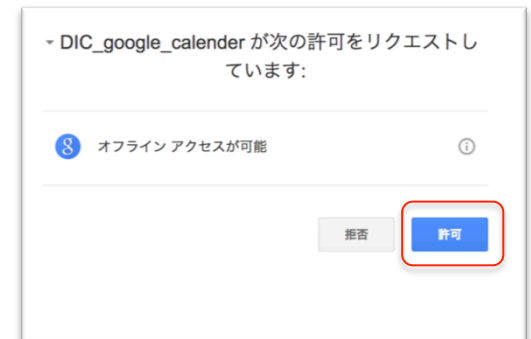 DIC_google_calender が次の許可をリクエストし
ています:
8 オフライン アクセスが可能
拒否 許可